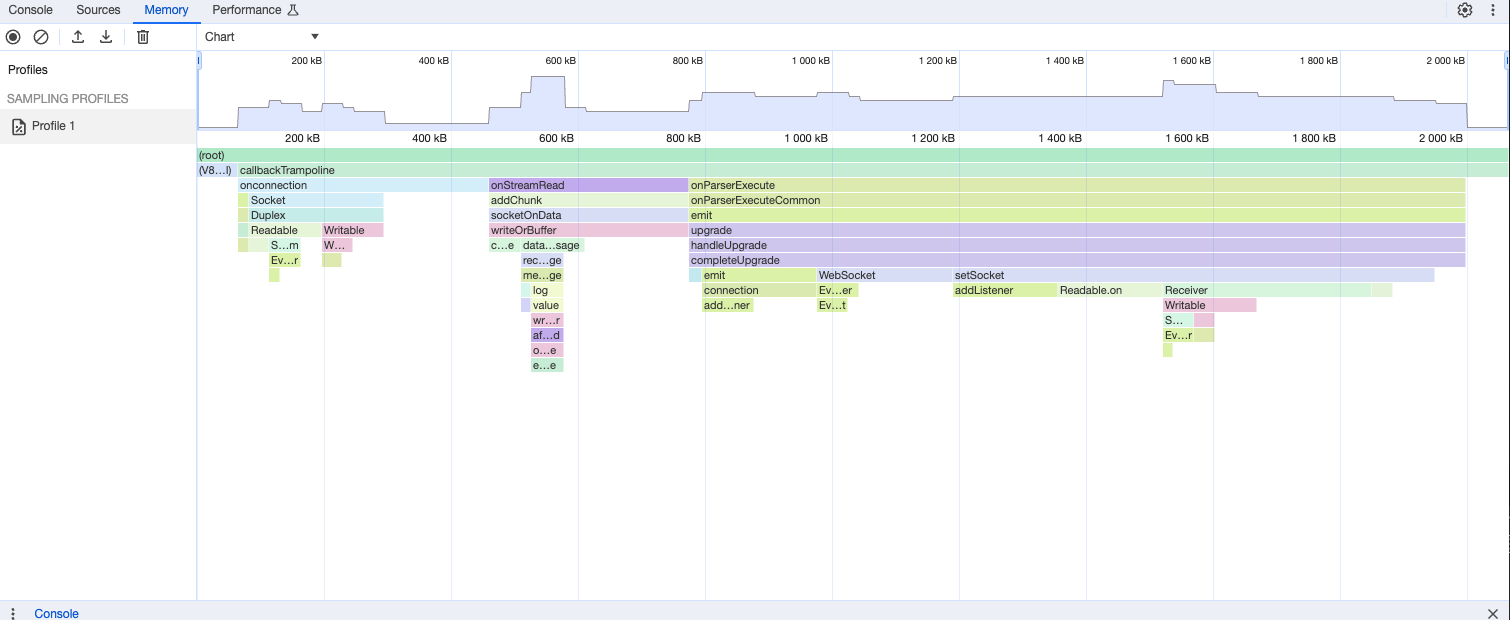 Console Sources Memory Performance
Chart
Profiles
SAMPLING PROFILES
Profile 1
200 kB 400 kB 600 kB 800 kB 1 000 kB 1 200 kB 1 400 kB 1 600 kB 1 800 kB 2 000 kB
200 kB 400 kB 600 kB 800 kB 1 000 kB 1 200 kB 1 400 kB 1 600 kB 1 800 kB 2 000 kB
(root)
(V8...I) callbackTrampoline
onconnection onStreamRead onParserExecute
Socket addChunk onParserExecuteCommon
Duplex socketOnData emit
Readable Writable writeOrBuffer upgrade
S...m W... c...e data...sage handleUpgrade
Ev...r rec...ge completeUpgrade
me...ge emit WebSocket setSocket
log connection Ev...er addListener Readable.on Receiver
value add...ner Ev...t Writable
wr...r S...
af...d Ev...r
o...e
e...e
Console